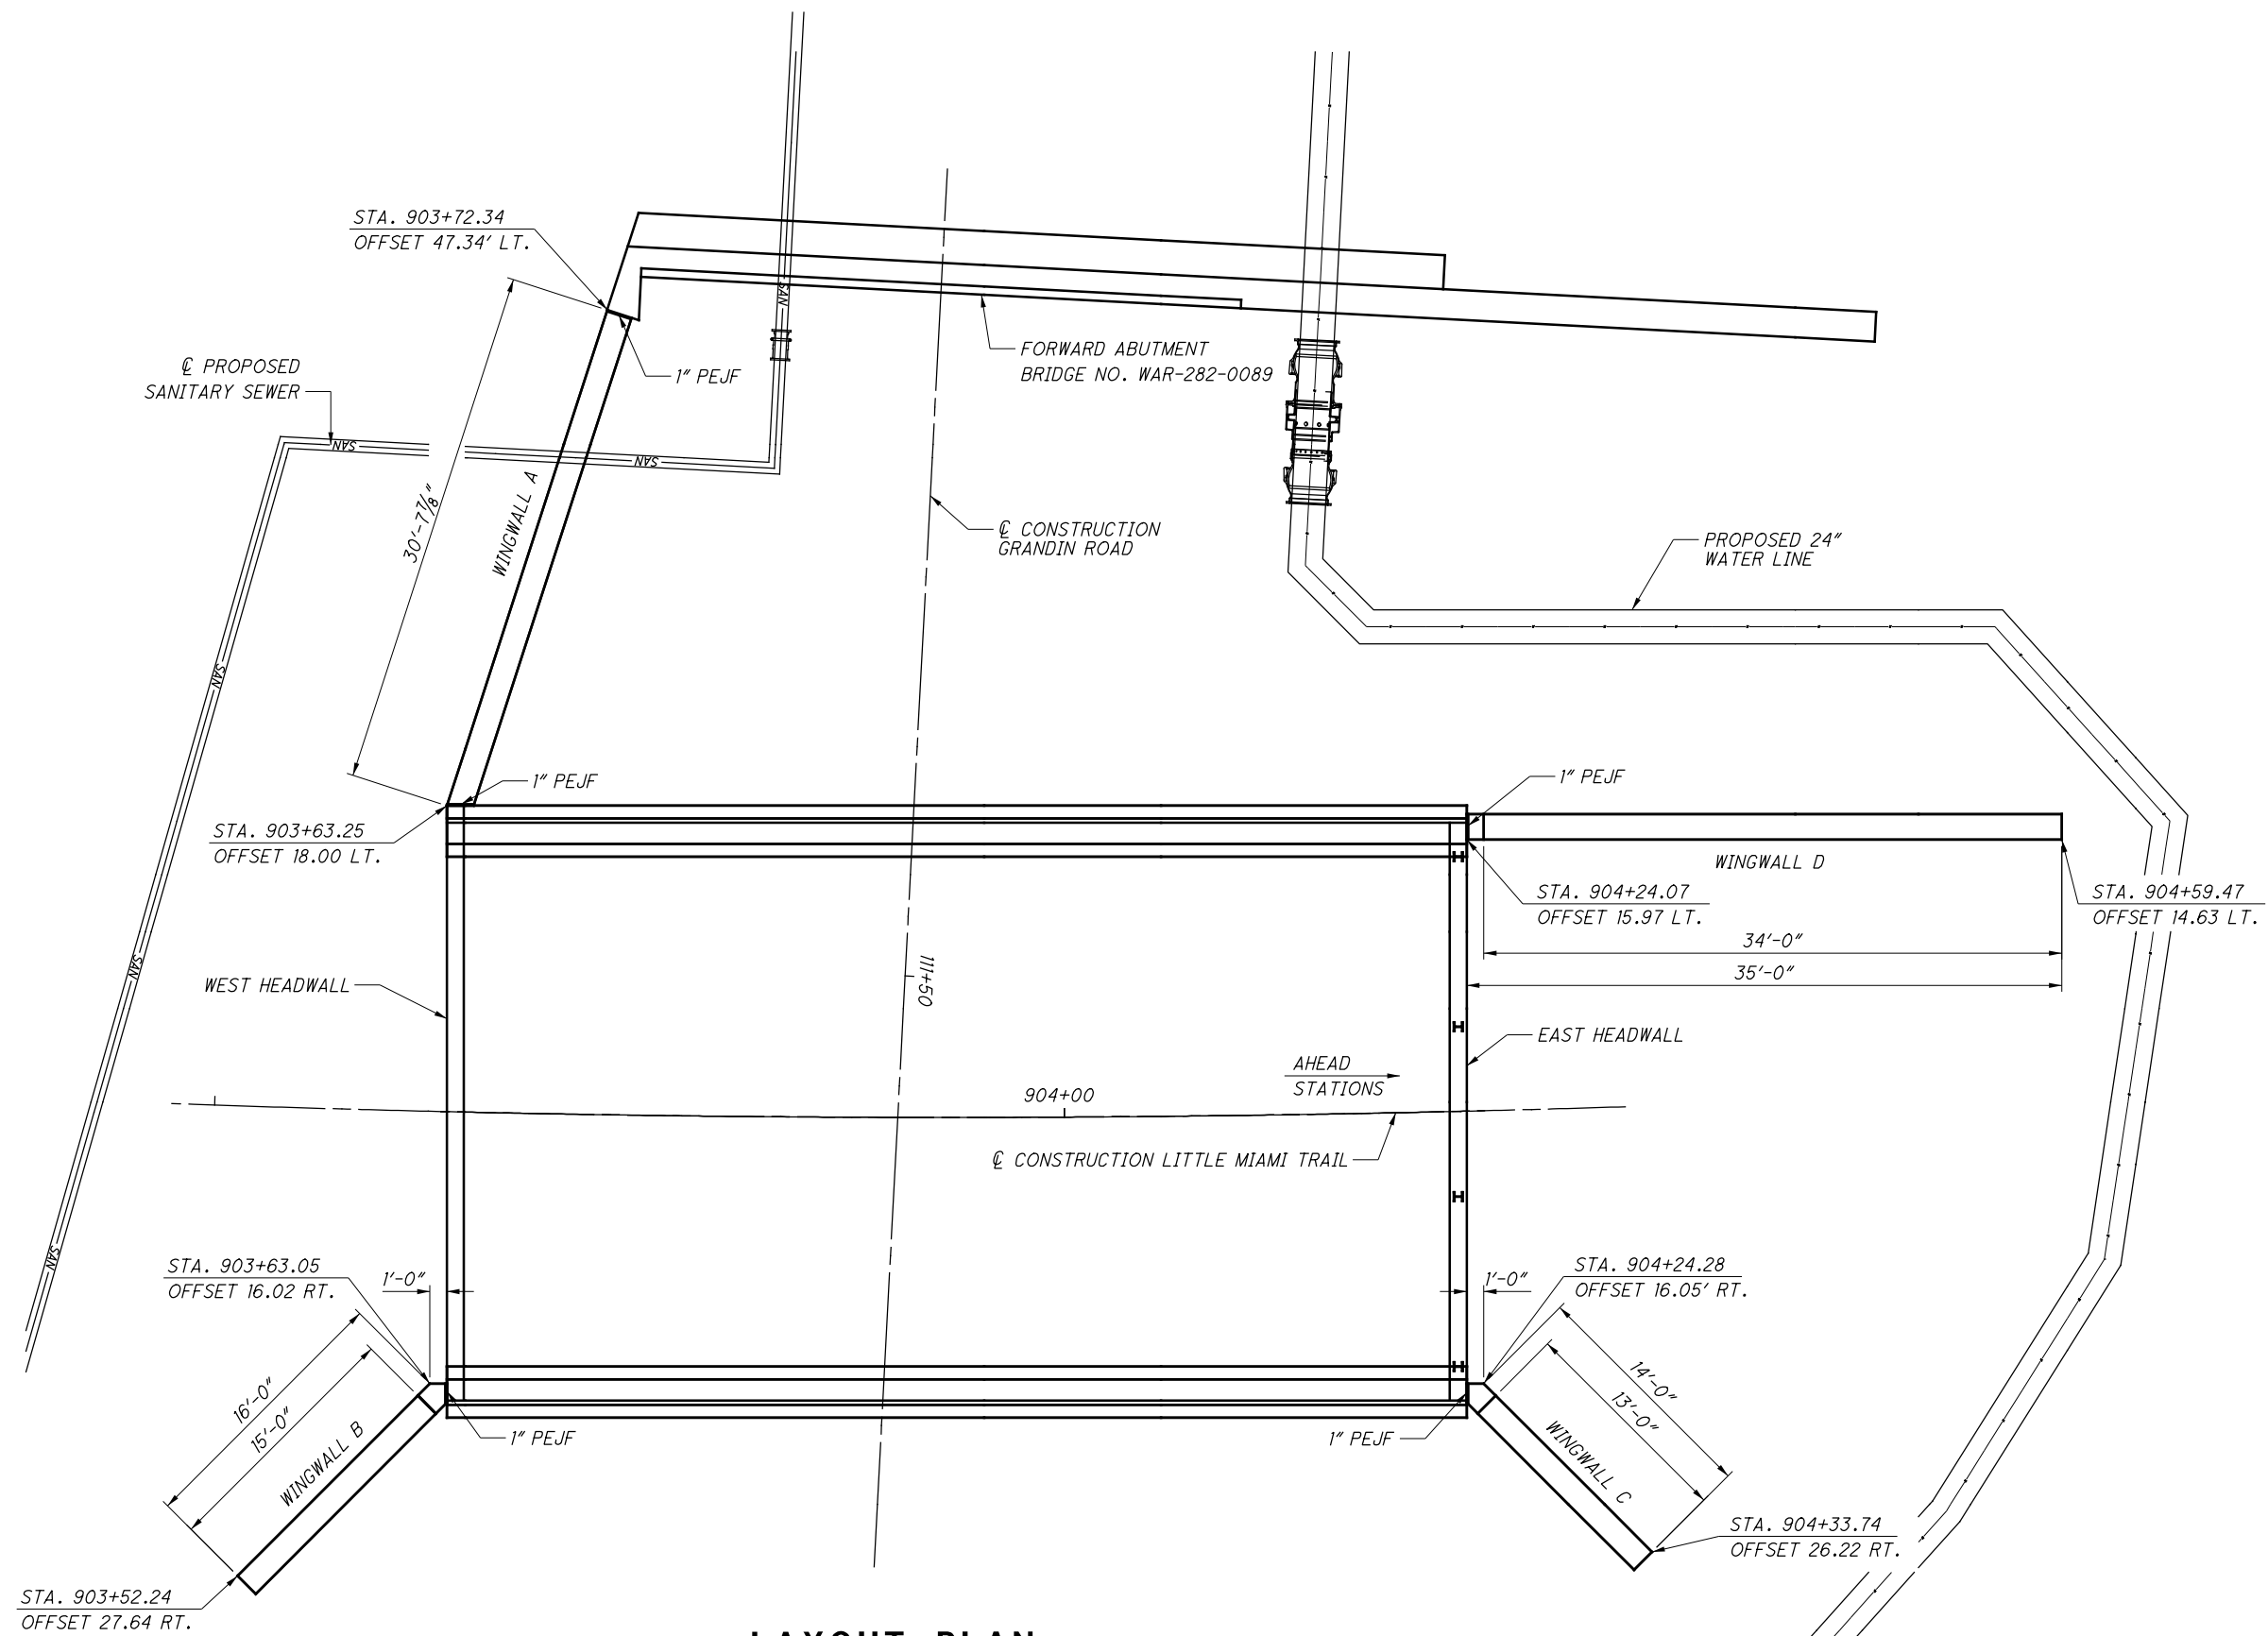 STA. 903+72.34
OFFSET 47.34' LT.
SAN
FORWARD ABUTMENT
BRIDGE NO. WAR-282-0089
1" PEJF
℄ PROPOSED
SANITARY SEWER
SAN
SAN
30'-7⅞"
WINGWALL A
℄ CONSTRUCTION
GRANDIN ROAD
PROPOSED 24"
WATER LINE
SAN
1" PEJF
1" PEJF
STA. 903+63.25
OFFSET 18.00 LT.
WINGWALL D
STA. 904+24.07
OFFSET 15.97 LT.
STA. 904+59.47
OFFSET 14.63 LT.
34'-0"
35'-0"
SAN
WEST HEADWALL
111+50
EAST HEADWALL
AHEAD
STATIONS
904+00
℄ CONSTRUCTION LITTLE MIAMI TRAIL
SAN
STA. 903+63.05
OFFSET 16.02 RT.
1'-0"
STA. 904+24.28
OFFSET 16.05' RT.
1'-0"
16'-0"
15'-0"
WINGWALL B
1" PEJF
1" PEJF
14'-0"
13'-0"
WINGWALL C
STA. 904+33.74
OFFSET 26.22 RT.
STA. 903+52.24
OFFSET 27.64 RT.
LAYOUT PLAN